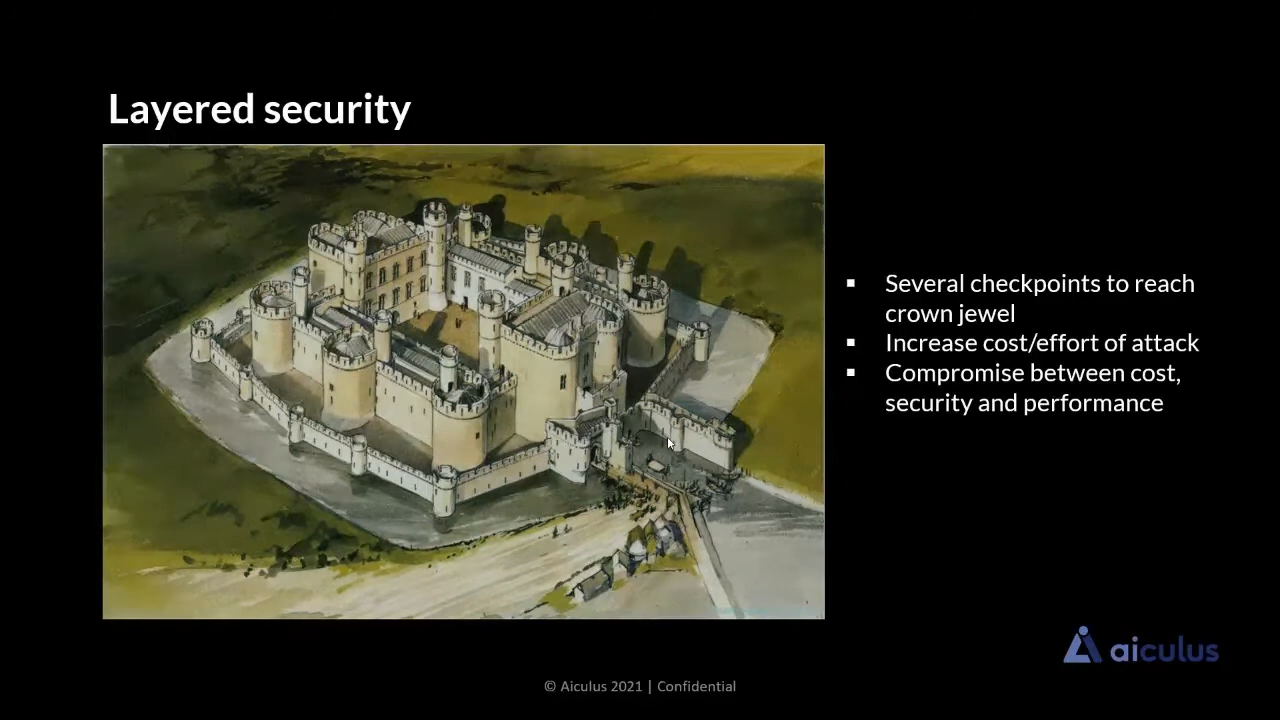 Layered security
▪ Several checkpoints to reach
crown jewel
▪ Increase cost/effort of attack
▪ Compromise between cost,
security and performance
aiculus
© Aiculus 2021 | Confidential